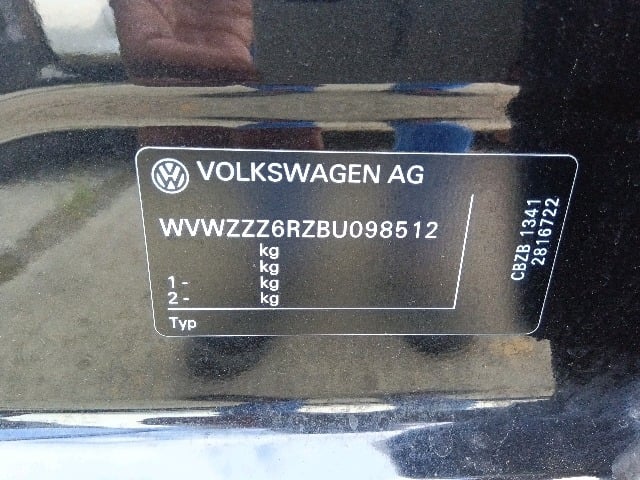 VOLKSWAGEN AG
WVWZZZ6RZBU098512
kg
kg
1 - kg
2 - kg
Typ
CBZB 1341
2816722